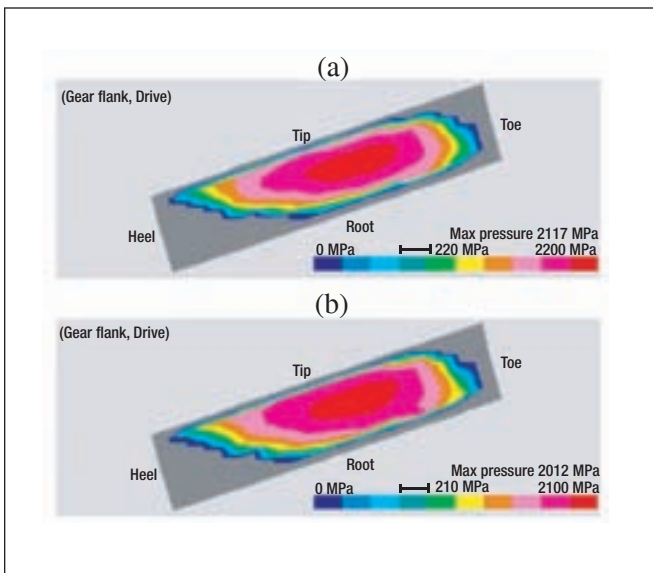 (a)
(Gear flank, Drive)
Tip
Toe
Heel
Root
Max pressure 2117 MPa
0 MPa 220 MPa 2200 MPa
(b)
(Gear flank, Drive)
Tip
Toe
Heel
Root
Max pressure 2012 MPa
0 MPa 210 MPa 2100 MPa